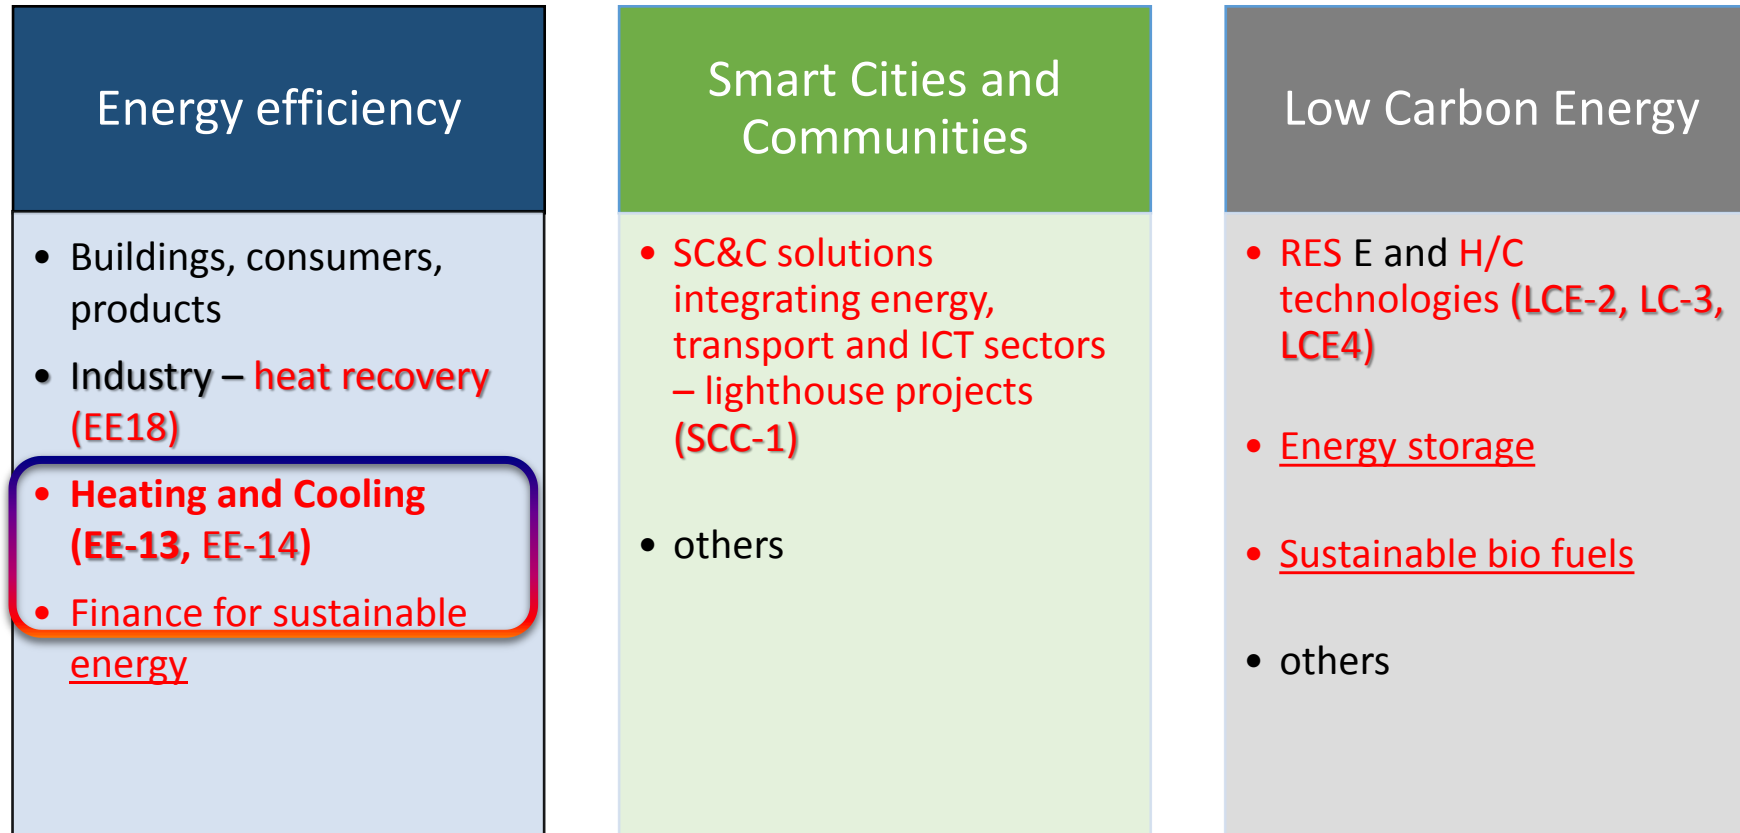 Energy efficiency
• Buildings, consumers,
products
• Industry – heat recovery
(EE18)
• Heating and Cooling
(EE-13, EE-14)
• Finance for sustainable
energy
Smart Cities and
Communities
• SC&C solutions
integrating energy,
transport and ICT sectors
– lighthouse projects
(SCC-1)
• others
Low Carbon Energy
• RES E and H/C
technologies (LCE-2, LC-3,
LCE4)
• Energy storage
• Sustainable bio fuels
• others